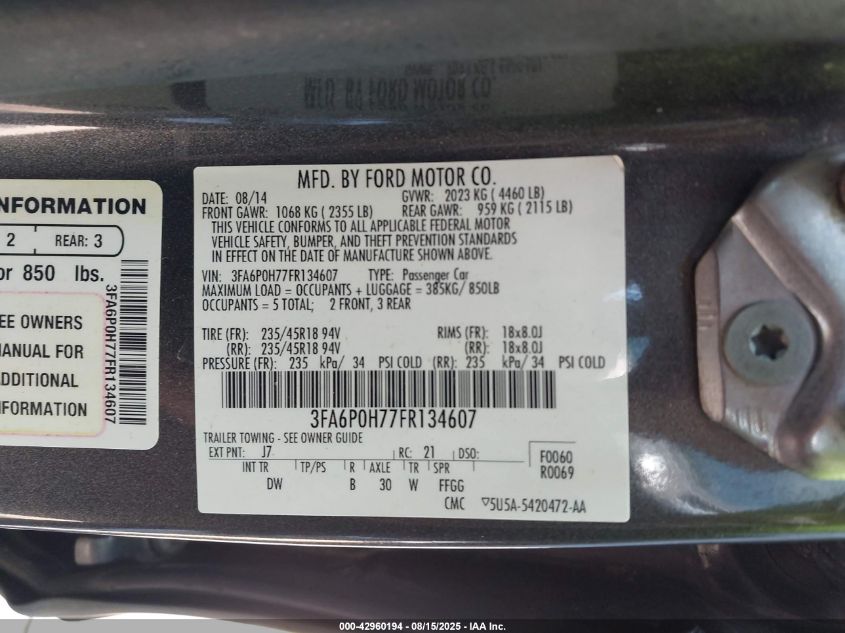 MFD. BY FORD MOTOR CO.
DATE: 08/14 GVWR: 2023 KG ( 4460 LB)
FRONT GAWR: 1068 KG ( 2355 LB) REAR GAWR: 959 KG ( 2115 LB)
THIS VEHICLE CONFORMS TO ALL APPLICABLE FEDERAL MOTOR
VEHICLE SAFETY, BUMPER, AND THEFT PREVENTION STANDARDS
IN EFFECT ON THE DATE OF MANUFACTURE SHOWN ABOVE.
VIN: 3FA6P0H77FR134607 TYPE: Passenger Car
MAXIMUM LOAD = OCCUPANTS + LUGGAGE = 385KG/ 850LB
OCCUPANTS = 5 TOTAL; 2 FRONT, 3 REAR
TIRE (FR): 235/45R18 94V RIMS (FR): 18x8.0J
(RR): 235/45R18 94V (RR): 18x8.0J
PRESSURE (FR): 235 kPa/ 34 PSI COLD (RR): 235 kPa/ 34 PSI COLD
3FA6P0H77FR134607
TRAILER TOWING - SEE OWNER GUIDE
EXT PNT: J7 RC: 21 DSO: F0060
R0069
INT TR TP/PS R AXLE TR SPR
DW B 30 W FFGG
CMC 5U5A-5420472-AA
NFORMATION
2 REAR: 3
or 850 lbs.
EE OWNERS
MANUAL FOR
ADDITIONAL
NFORMATION
3FA6P0H77FR134607
000-42960194 - 08/15/2025 - IAA Inc.